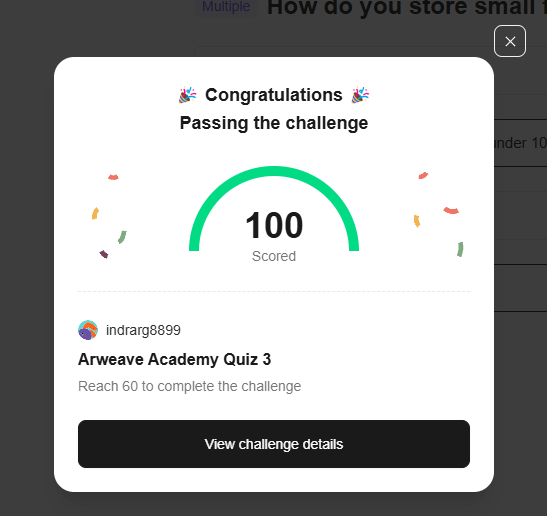 Multiple How do you store small
under 10
🎉 Congratulations 🎉
Passing the challenge
100
Scored
indrarg8899
Arweave Academy Quiz 3
Reach 60 to complete the challenge
View challenge details